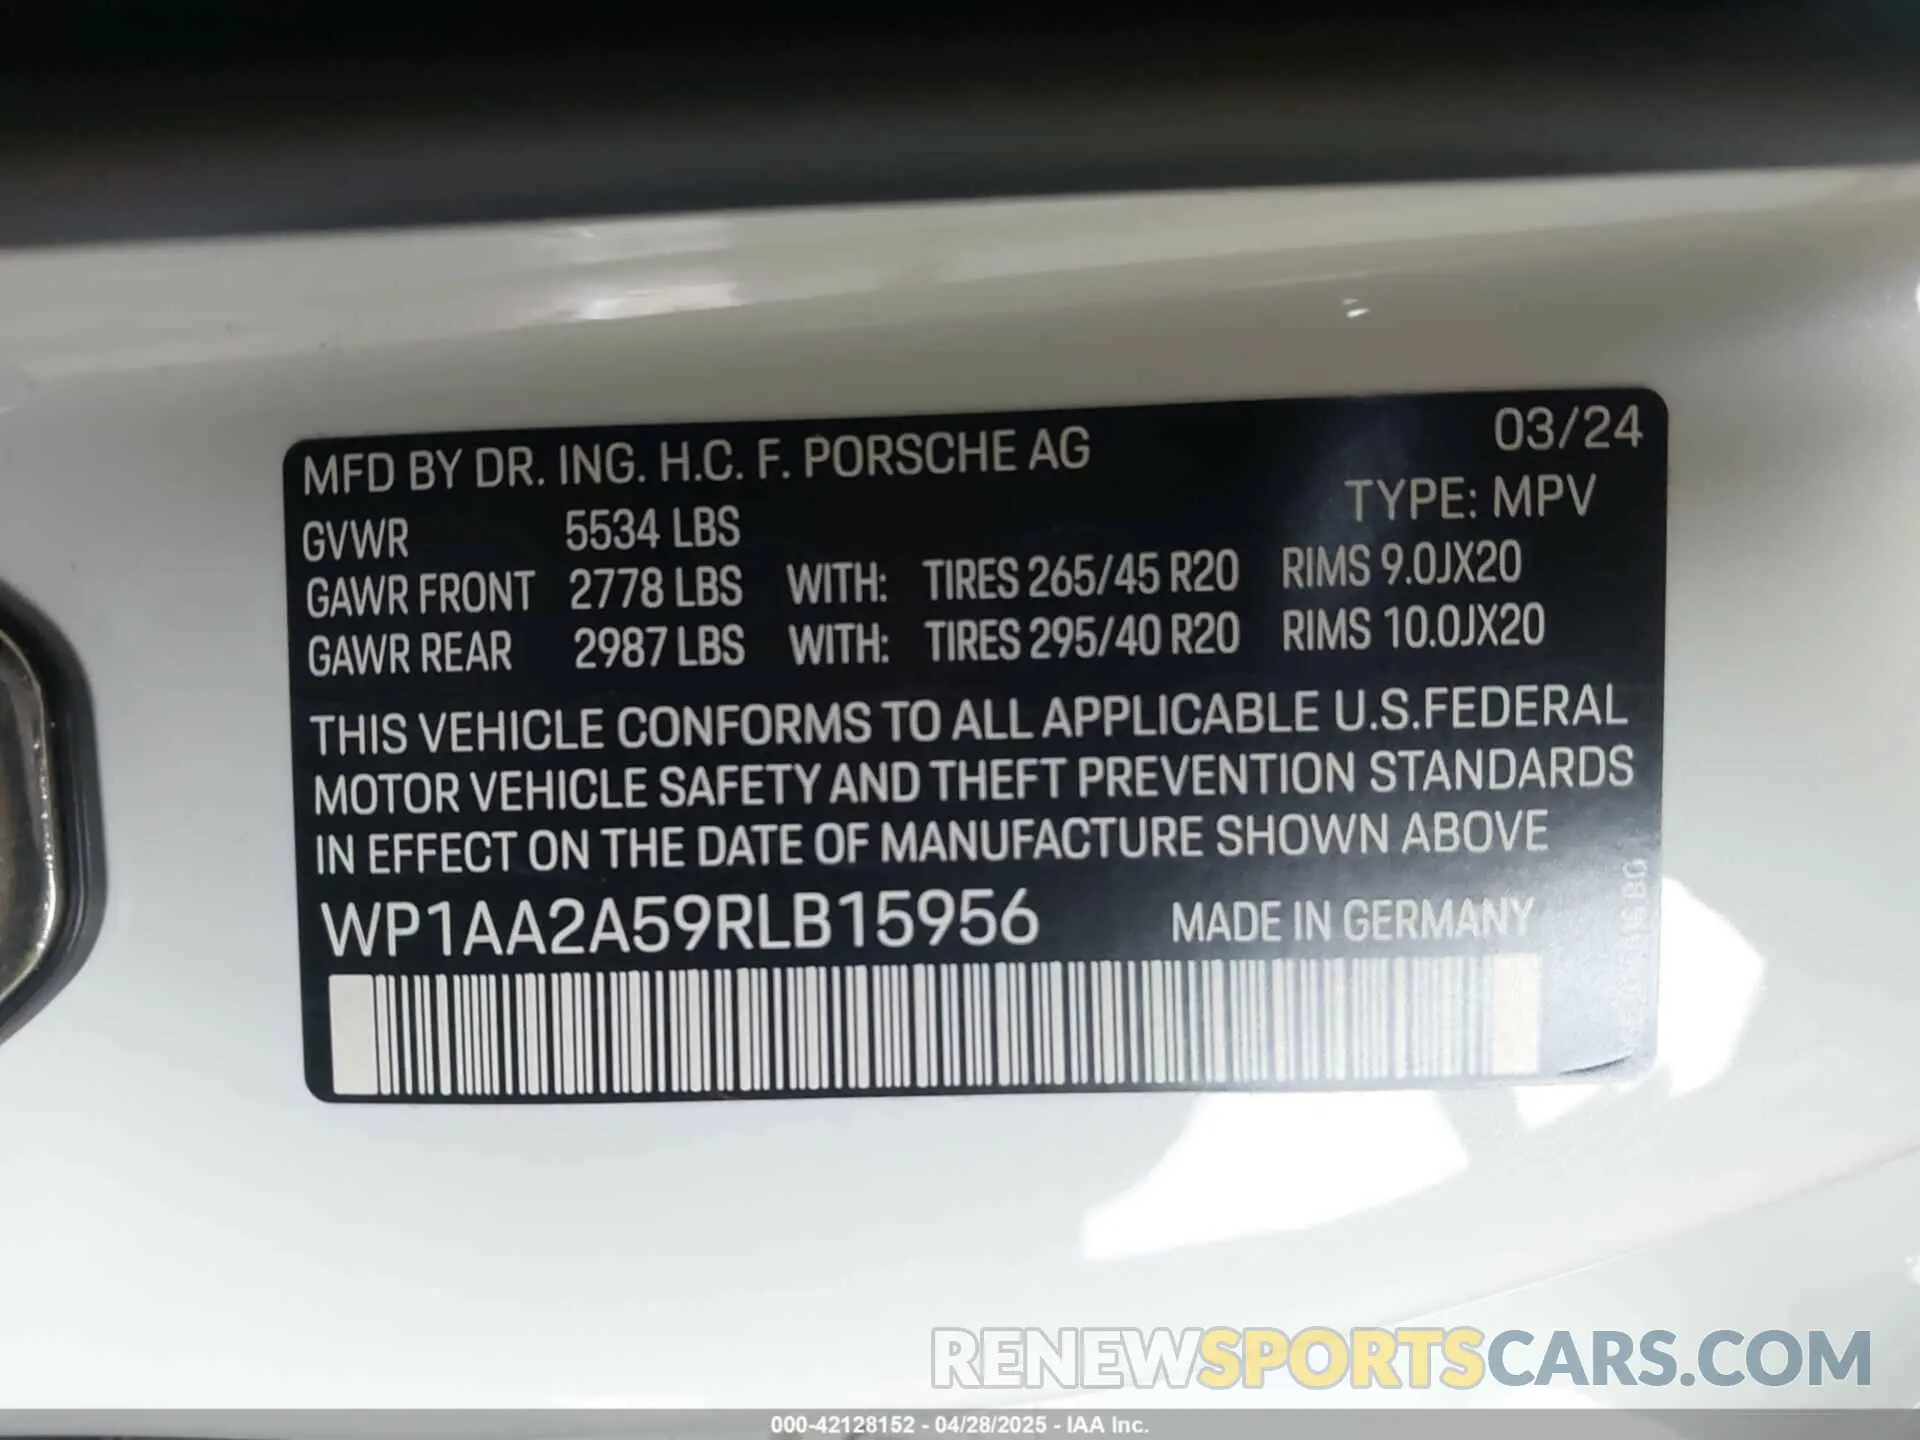 MFD BY DR. ING. H.C. F. PORSCHE AG 03/24
GVWR 5534 LBS TYPE: MPV
GAWR FRONT 2778 LBS WITH: TIRES 265/45 R20 RIMS 9.0JX20
GAWR REAR 2987 LBS WITH: TIRES 295/40 R20 RIMS 10.0JX20
THIS VEHICLE CONFORMS TO ALL APPLICABLE U.S.FEDERAL
MOTOR VEHICLE SAFETY AND THEFT PREVENTION STANDARDS
IN EFFECT ON THE DATE OF MANUFACTURE SHOWN ABOVE
WP1AA2A59RLB15956 MADE IN GERMANY
RENEWSPORTSCARS.COM
000-42128152 - 04/28/2025 - IAA Inc.